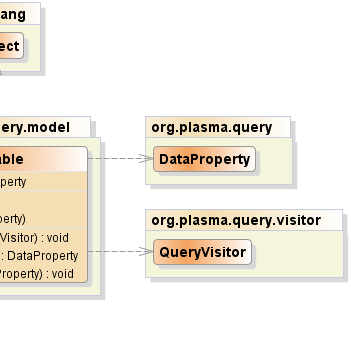 ang
ect
ery.model
able
perty
perty)
Visitor) : void
: DataProperty
Property) : void
org.plasma.query
DataProperty
org.plasma.query.visitor
QueryVisitor